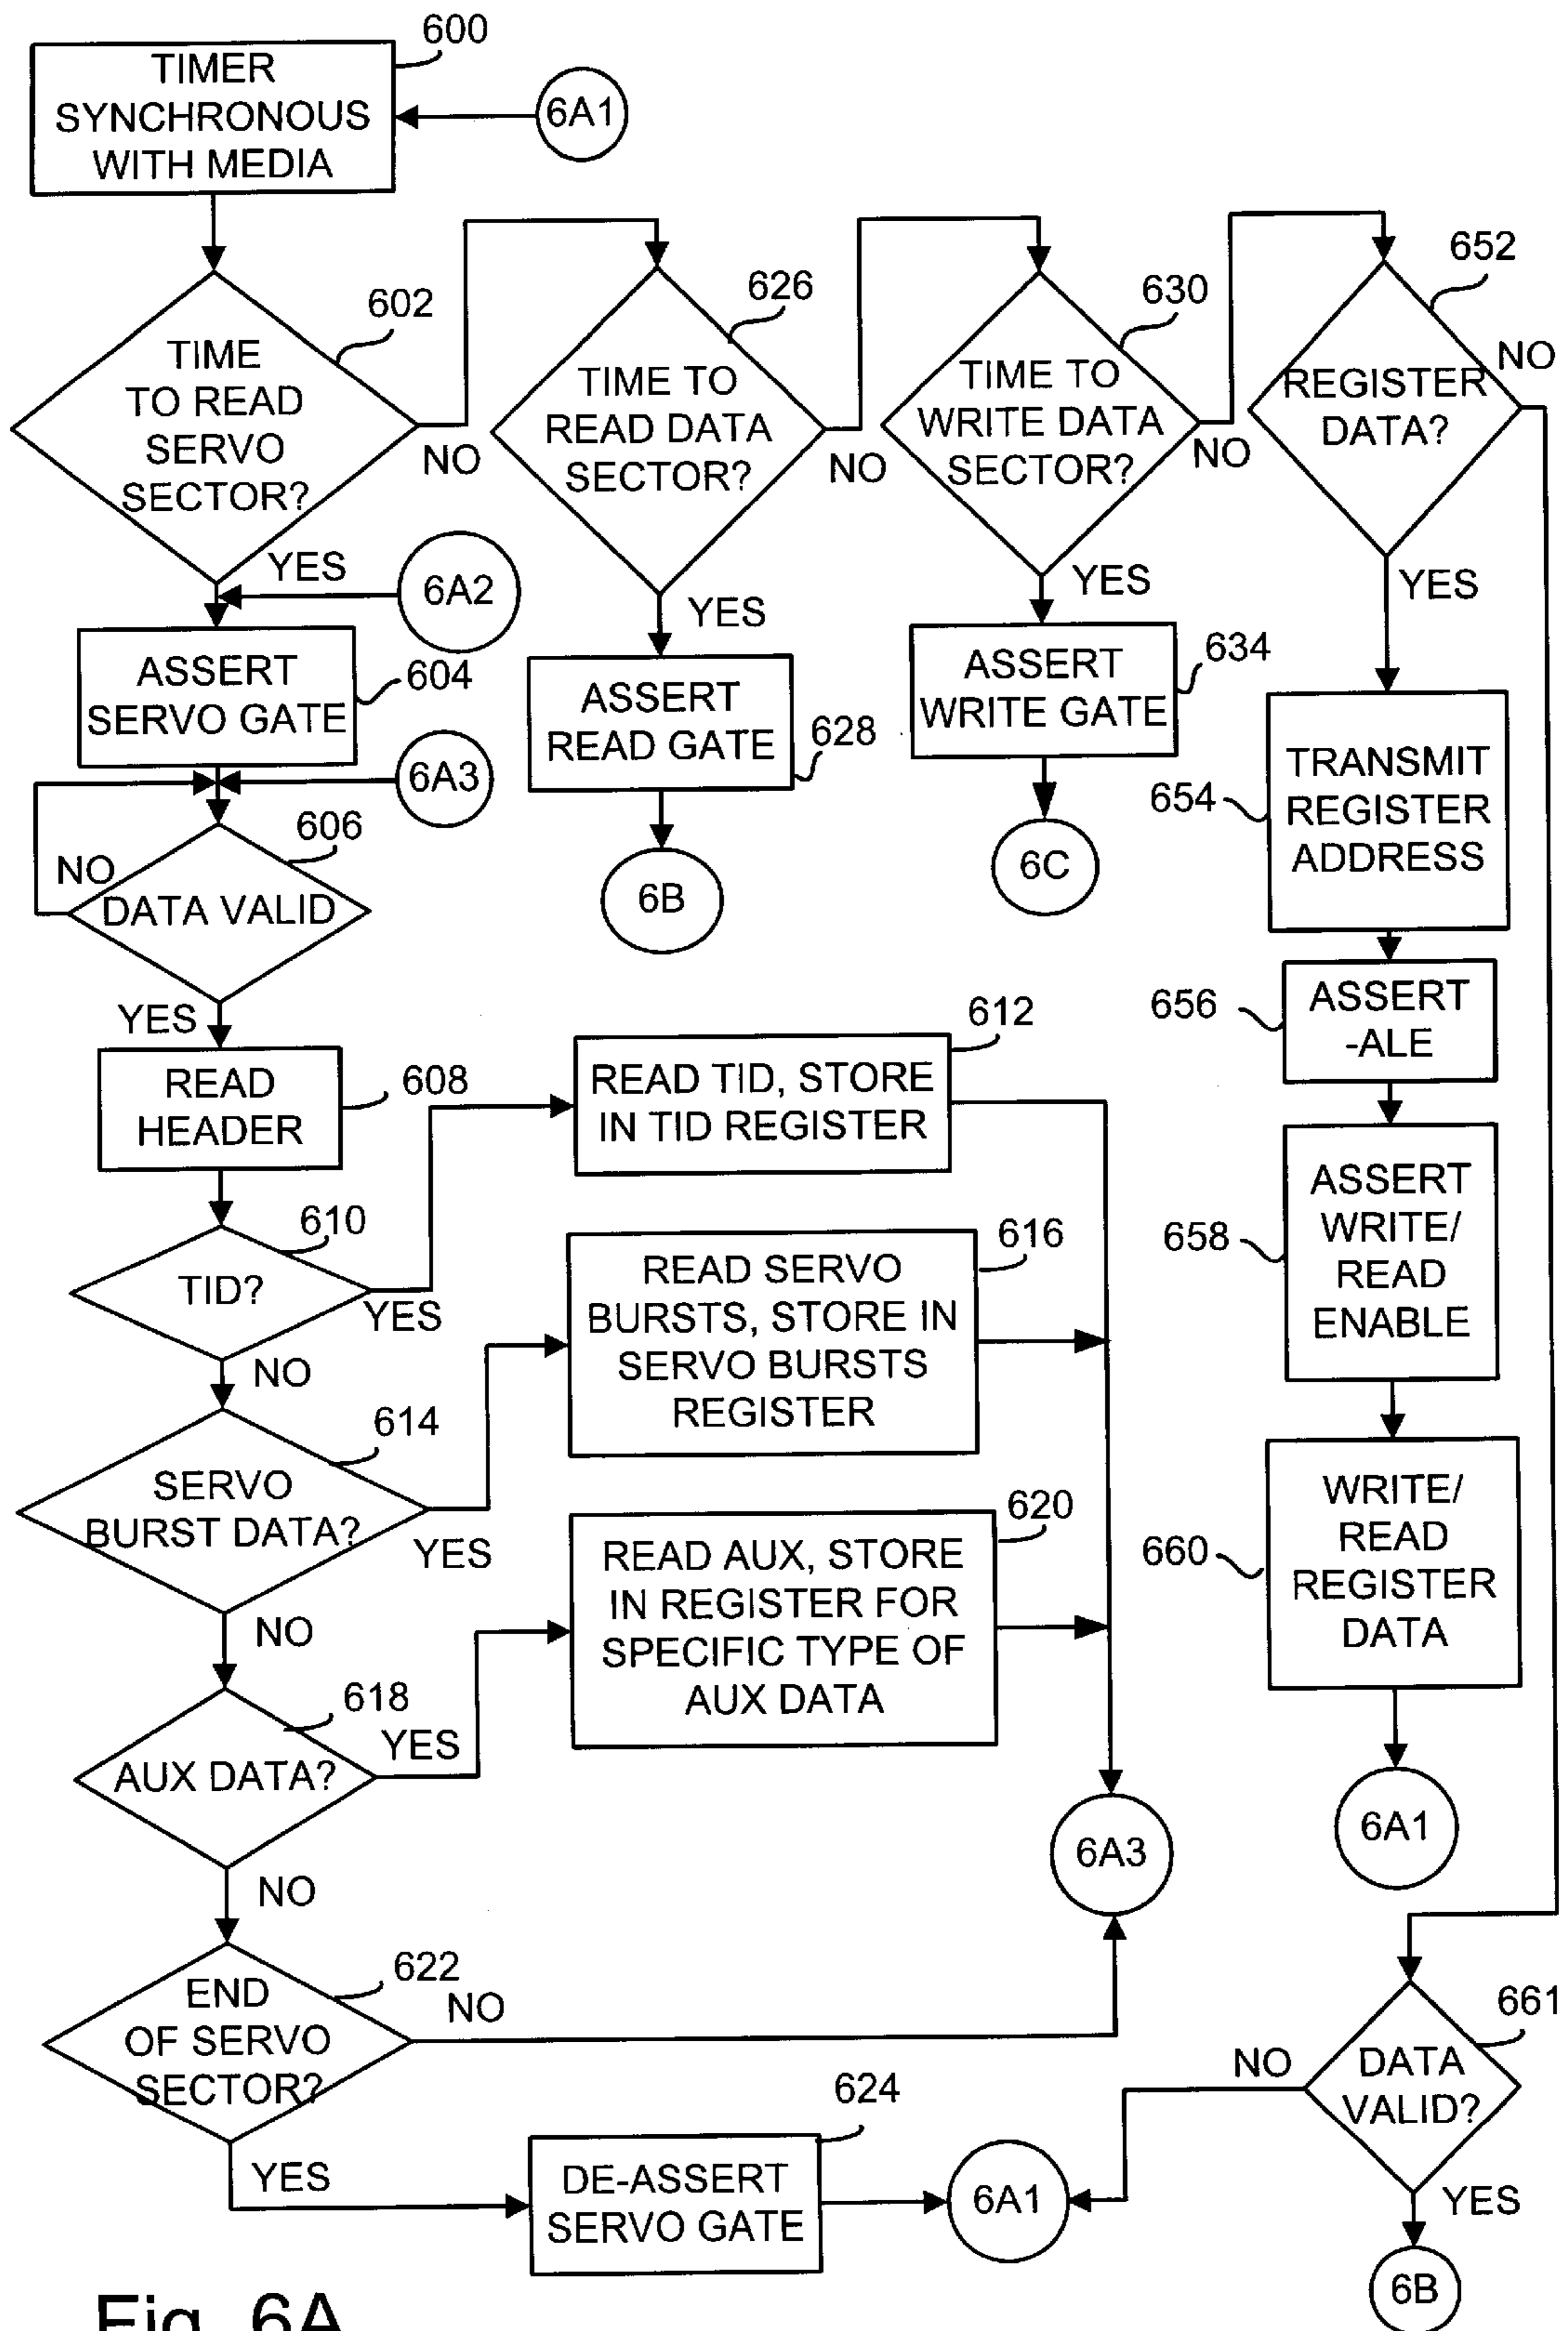 600
TIMER
SYNCHRONOUS
WITH MEDIA
6A1
602
TIME
TO READ
SERVO
SECTOR?
NO
YES
626
TIME TO
READ DATA
SECTOR?
NO
YES
630
TIME TO
WRITE DATA
SECTOR?
NO
YES
652
REGISTER
DATA?
NO
YES
6A2
ASSERT
SERVO GATE
604
6A3
ASSERT
READ GATE
628
6B
ASSERT
WRITE GATE
634
6C
654
TRANSMIT
REGISTER
ADDRESS
606
NO
DATA VALID
YES
656
ASSERT
-ALE
READ
HEADER
608
612
READ TID, STORE
IN TID REGISTER
658
ASSERT
WRITE/
READ
ENABLE
610
TID?
YES
NO
616
READ SERVO
BURSTS, STORE IN
SERVO BURSTS
REGISTER
614
SERVO
BURST DATA?
YES
NO
620
READ AUX, STORE
IN REGISTER FOR
SPECIFIC TYPE OF
AUX DATA
660
WRITE/
READ
REGISTER
DATA
618
AUX DATA?
YES
NO
6A3
6A1
622
END
OF SERVO
SECTOR?
NO
YES
624
DE-ASSERT
SERVO GATE
6A1
661
DATA
VALID?
NO
YES
6B
Fig. 6A